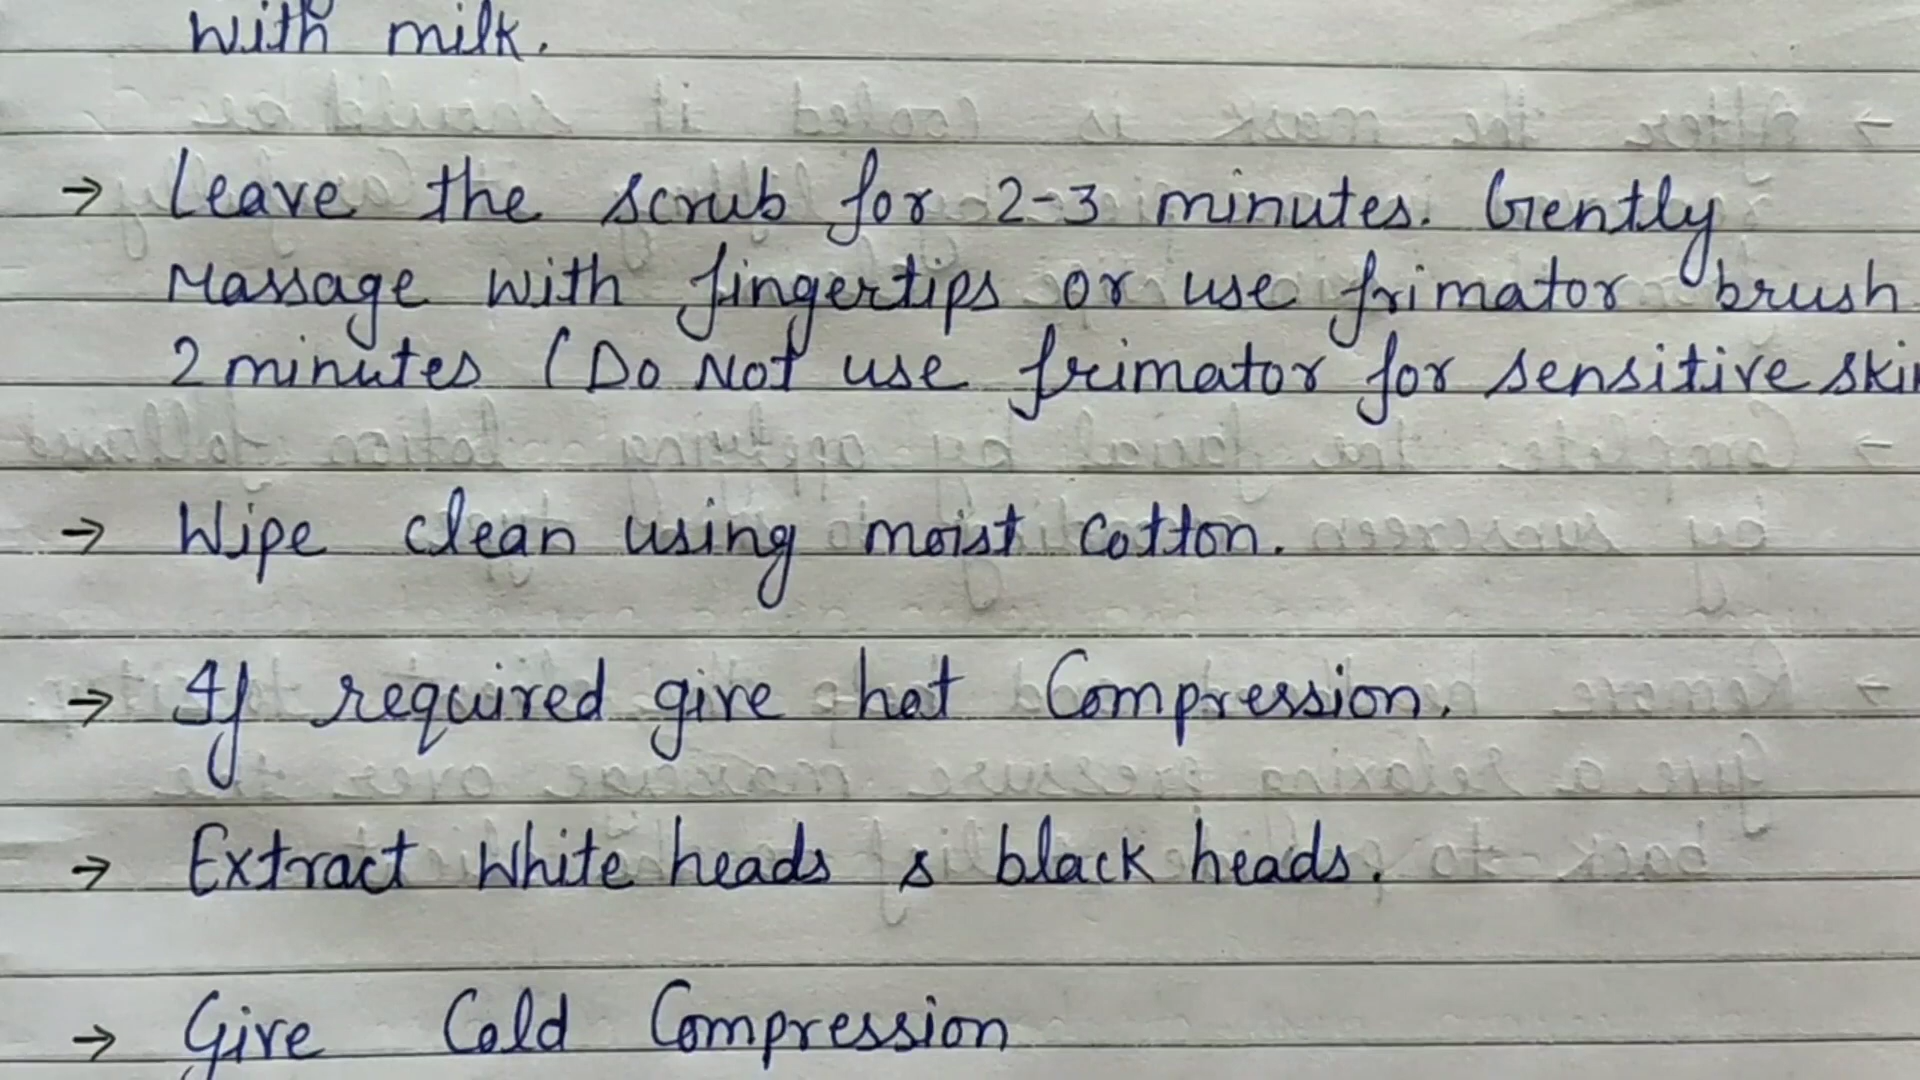 with milk.
→ Leave the scrub for 2-3 minutes. Gently
Massage with fingertips or use frimator brush
2 minutes (Do Not use frimator for sensitive skin
→ Wipe clean using moist cotton.
→ If required give hot Compression.
→ Extract White heads & black heads.
→ Give Cold Compression